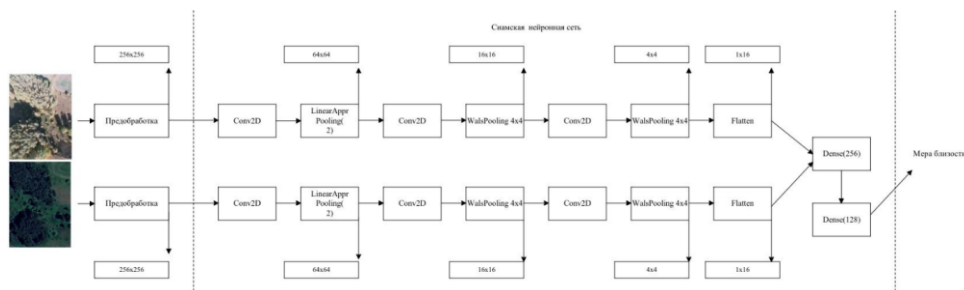 Сиамская нейронная сеть
256x256
64x64
16x16
4x4
1x16
Предобработка
Conv2D
LinearAppr
Pooling(
2)
Conv2D
WalsPooling 4x4
Conv2D
WalsPooling 4x4
Flatten
Dense(256)
Мера близости
Предобработка
Conv2D
LinearAppr
Pooling(
2)
Conv2D
WalsPooling 4x4
Conv2D
WalsPooling 4x4
Flatten
Dense(128)
256x256
64x64
16x16
4x4
1x16